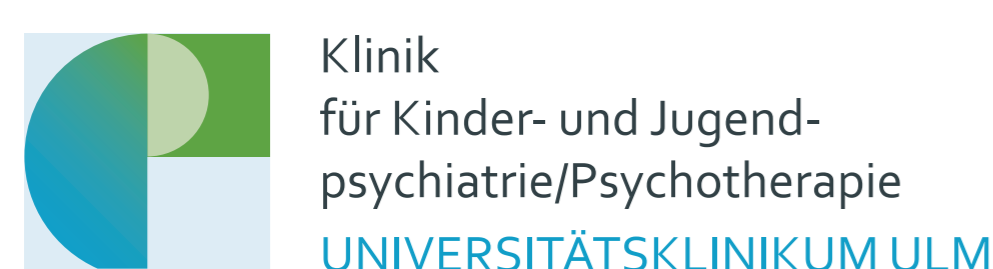 Klinik
für Kinder- und Jugend-
psychiatrie/Psychotherapie
UNIVERSITÄTSKLINIKUM ULM